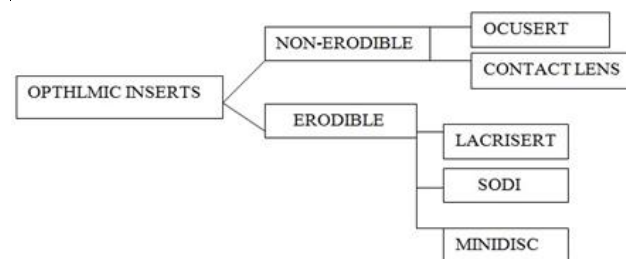 OPTHLMIC INSERTS
NON-ERODIBLE
OCUSERT
CONTACT LENS
ERODIBLE
LACRISERT
SODI
MINIDISC